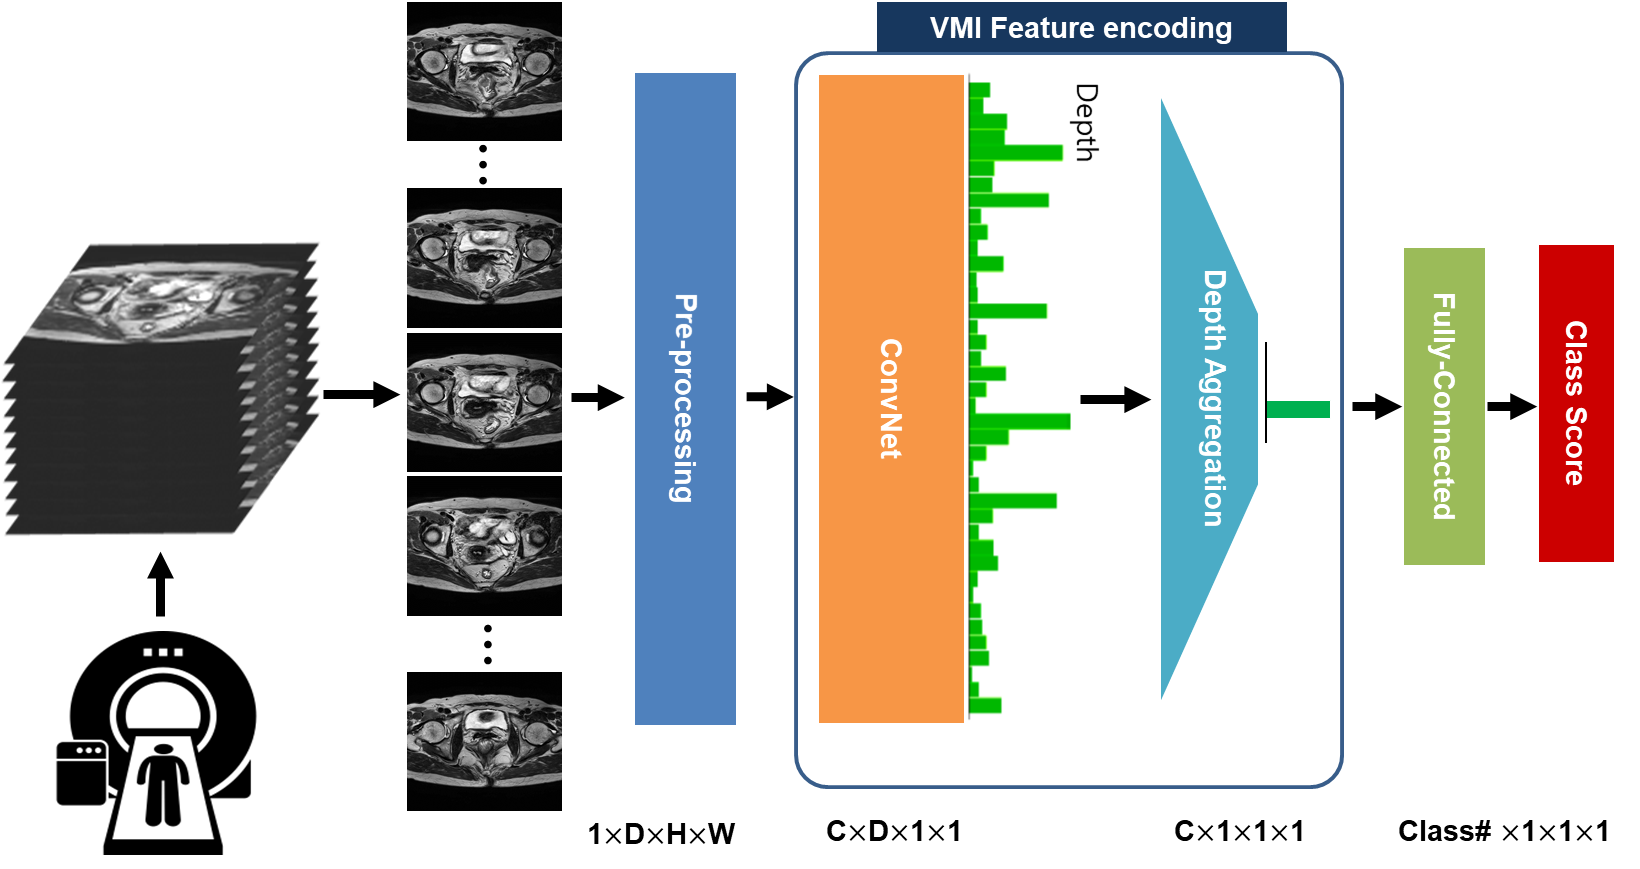 VMI Feature encoding
Pre-processing
ConvNet
Depth
Depth Aggregation
Fully-Connected
Class Score
1×D×H×W
C×D×1×1
C×1×1×1
Class# ×1×1×1